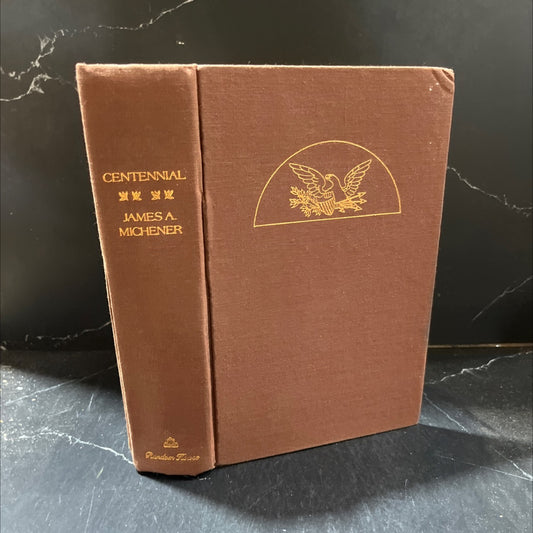 CENTENNIAL
JAMES A.
MICHENER
Random House